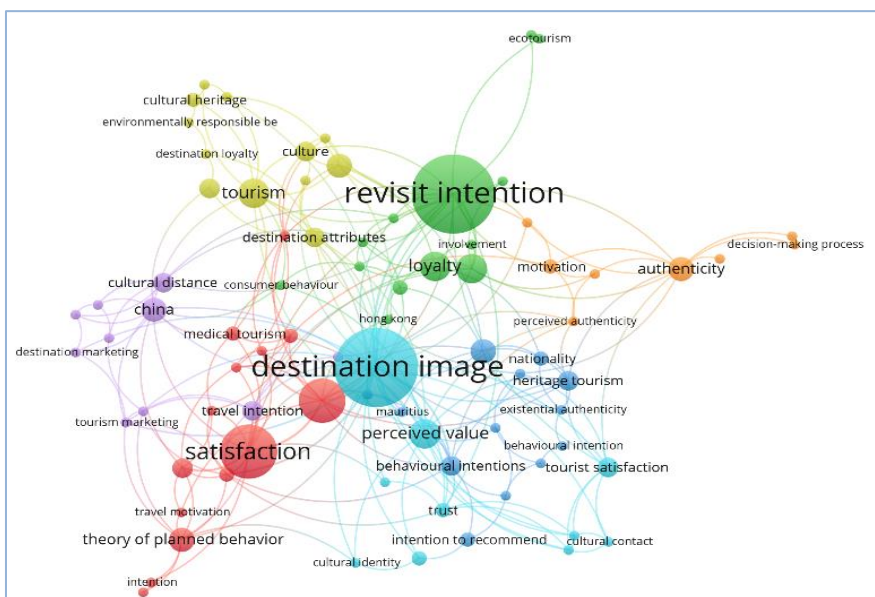 ecotourism
cultural heritage
environmentally responsible be
destination loyalty
culture
tourism
revisit intention
destination attributes
involvement
decision-making process
loyalty
motivation
authenticity
cultural distance
consumer behaviour
china
hong kong
perceived authenticity
medical tourism
destination marketing
destination image
nationality
heritage tourism
travel intention
mauritius
existential authenticity
tourism marketing
perceived value
satisfaction
behavioural intention
behavioural intentions
tourist satisfaction
travel motivation
trust
theory of planned behavior
intention to recommend
cultural contact
cultural identity
intention